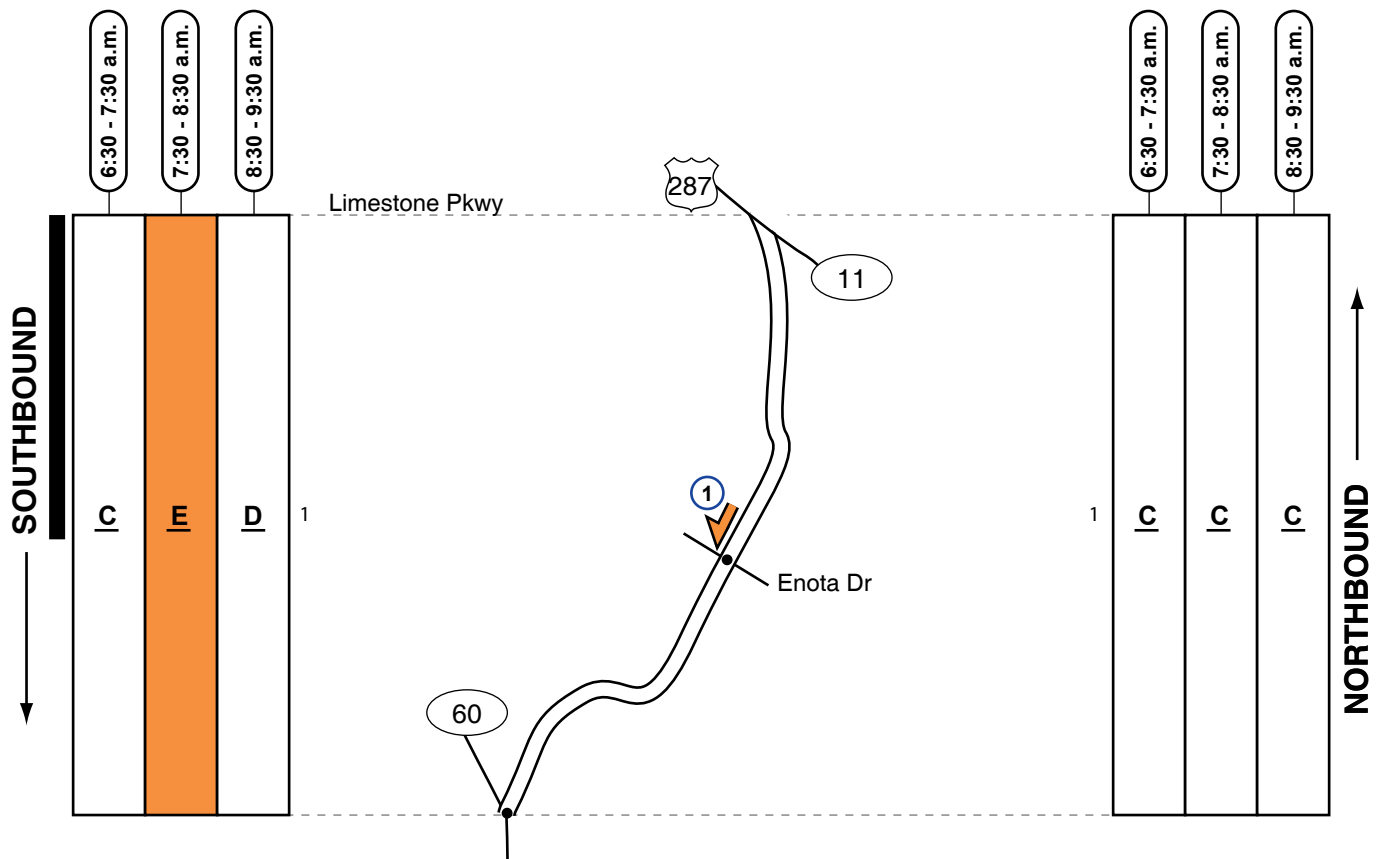 6:30 - 7:30 a.m.
7:30 - 8:30 a.m.
8:30 - 9:30 a.m.
6:30 - 7:30 a.m.
7:30 - 8:30 a.m.
8:30 - 9:30 a.m.
287
Limestone Pkwy
11
SOUTHBOUND
NORTHBOUND
1
C E D 1
1 C C C
Enota Dr
60